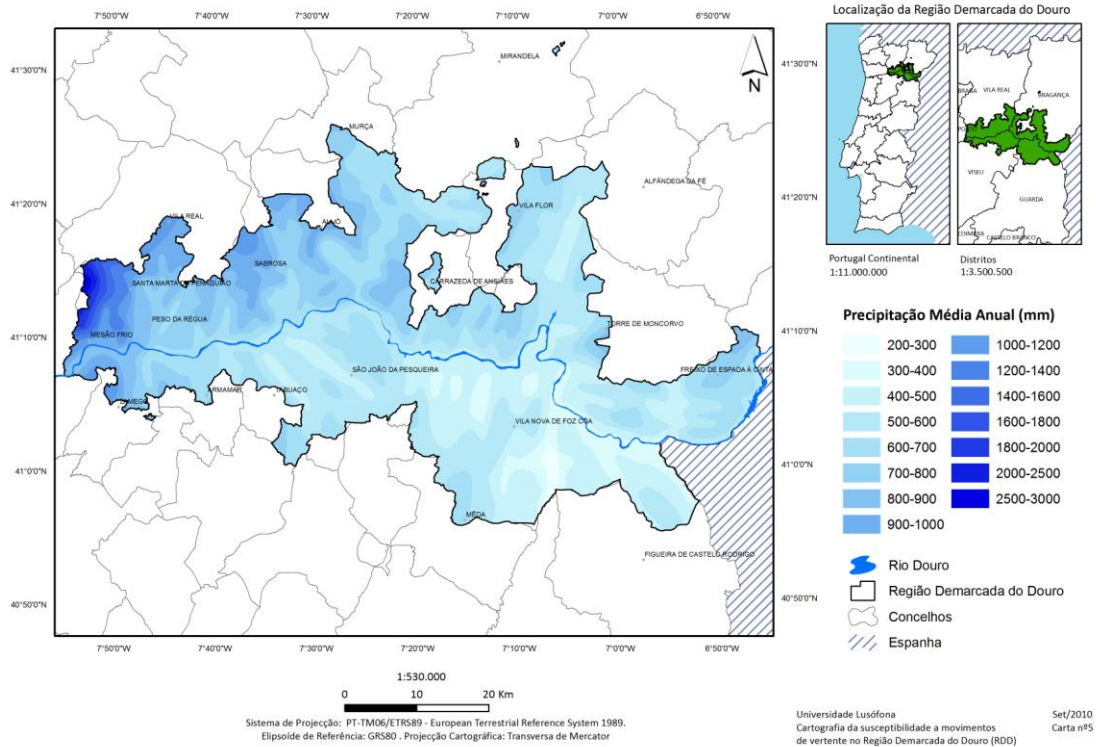 7°50'0"W
7°40'0"W
7°30'0"W
7°20'0"W
7°10'0"W
7°0'0"W
6°50'0"W
41°30'0"N
41°20'0"N
41°10'0"N
41°0'0"N
40°50'0"N
MIRANDELA
N
MURÇA
ALFÂNDEGA DA FÉ
VILA FLOR
VILA REAL
ALIJÓ
SABROSA
CARRAZEDA DE ANSIÃES
SANTA MARTA DE PENAGUIÃO
PESO DA RÉGUA
MESÃO FRIO
TORRE DE MONCORVO
SÃO JOÃO DA PESQUEIRA
FREIXO DE ESPADA À CINTA
LAMEGO
ARMAMAR
TABUAÇO
VILA NOVA DE FOZ CÔA
MÊDA
FIGUEIRA DE CASTELO RODRIGO
41°30'0"N
41°20'0"N
41°10'0"N
41°0'0"N
40°50'0"N
7°50'0"W
7°40'0"W
7°30'0"W
7°20'0"W
7°10'0"W
7°0'0"W
6°50'0"W
1:530.000
0 10 20 Km
Sistema de Projecção: PT-TM06/ETRS89 - European Terrestrial Reference System 1989.
Elipsoíde de Referência: GRS80 . Projecção Cartográfica: Transversa de Mercator
Localização da Região Demarcada do Douro
VILA REAL
BRAGANÇA
VISEU
GUARDA
COIMBRA
CASTELO BRANCO
Portugal Continental
1:11.000.000
Distritos
1:3.500.500
Precipitação Média Anual (mm)
200-300
300-400
400-500
500-600
600-700
700-800
800-900
900-1000
1000-1200
1200-1400
1400-1600
1600-1800
1800-2000
2000-2500
2500-3000
Rio Douro
Região Demarcada do Douro
Concelhos
Espanha
Universidade Lusófona
Cartografia da susceptibilidade a movimentos
de vertente no Região Demarcada do Douro (RDD)
Set/2010
Carta nº5